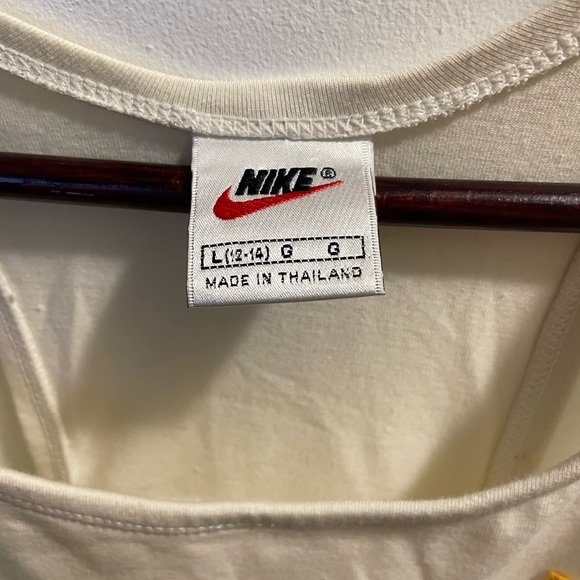 NIKE®
L(12-14) G G
MADE IN THAILAND